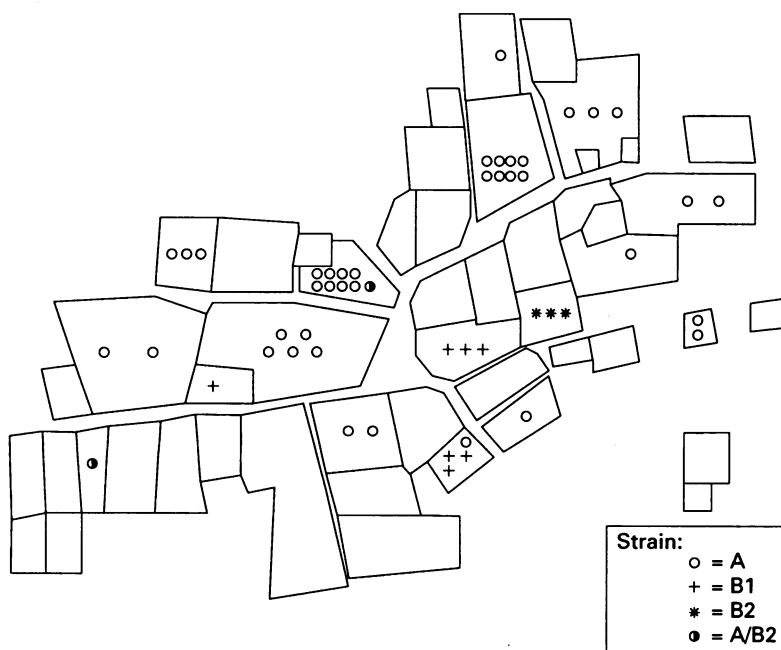 Strain:
○ = A
+ = B1
* = B2
◑ = A/B2